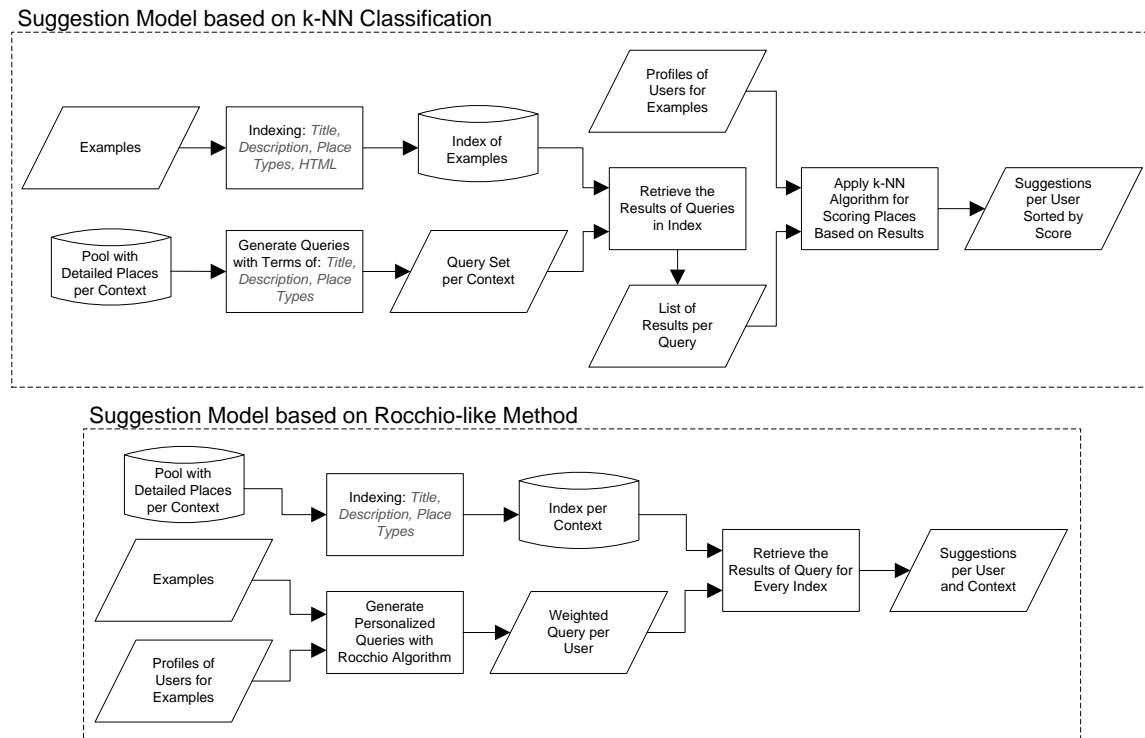 Suggestion Model based on k-NN Classification
Profiles of
Users for
Examples
Examples
Indexing: Title,
Description, Place
Types, HTML
Index of
Examples
Retrieve the
Results of Queries
in Index
Apply k-NN
Algorithm for
Scoring Places
Based on Results
Suggestions
per User
Sorted by
Score
Pool with
Detailed Places
per Context
Generate Queries
with Terms of: Title,
Description, Place
Types
Query Set
per Context
List of
Results per
Query
Suggestion Model based on Rocchio-like Method
Pool with
Detailed Places
per Context
Indexing: Title,
Description, Place
Types
Index per
Context
Retrieve the
Results of Query for
Every Index
Suggestions
per User
and Context
Examples
Generate
Personalized
Queries with
Rocchio Algorithm
Weighted
Query per
User
Profiles of
Users for
Examples